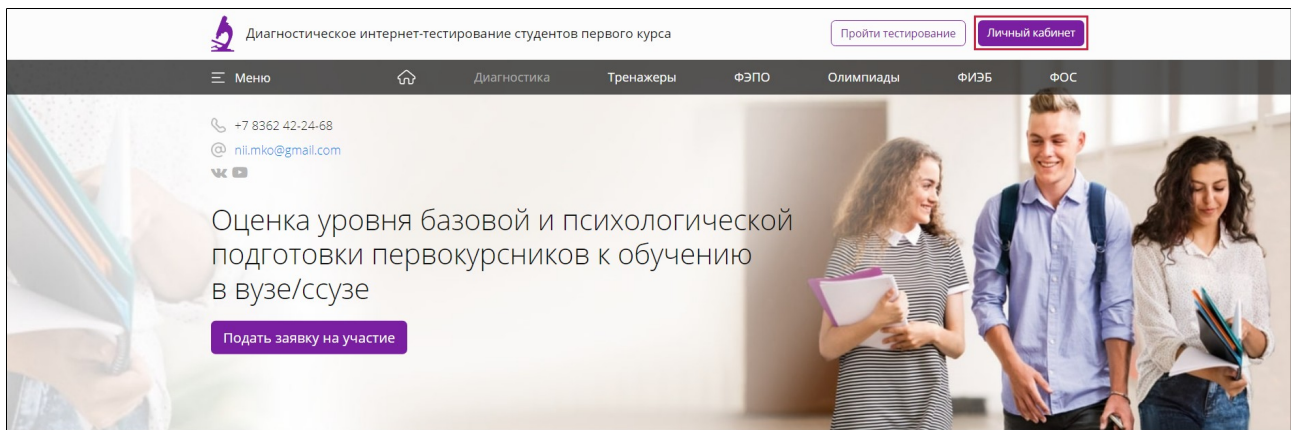 Диагностическое интернет-тестирование студентов первого курса
Пройти тестирование
Личный кабинет
Меню
Диагностика
Тренажеры
ФЭПО
Олимпиады
ФИЭБ
ФОС
+7 8362 42-24-68
nii.mko@gmail.com
Оценка уровня базовой и психологической
подготовки первокурсников к обучению
в вузе/ссузе
Подать заявку на участие